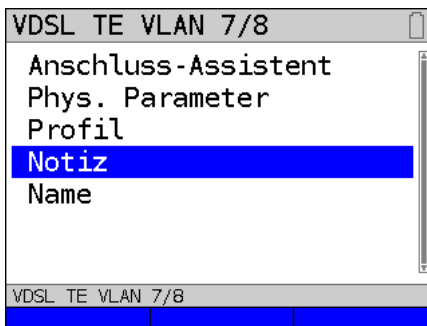 VDSL TE VLAN 7/8
Anschluss-Assistent
Phys. Parameter
Profil
Notiz
Name
VDSL TE VLAN 7/8